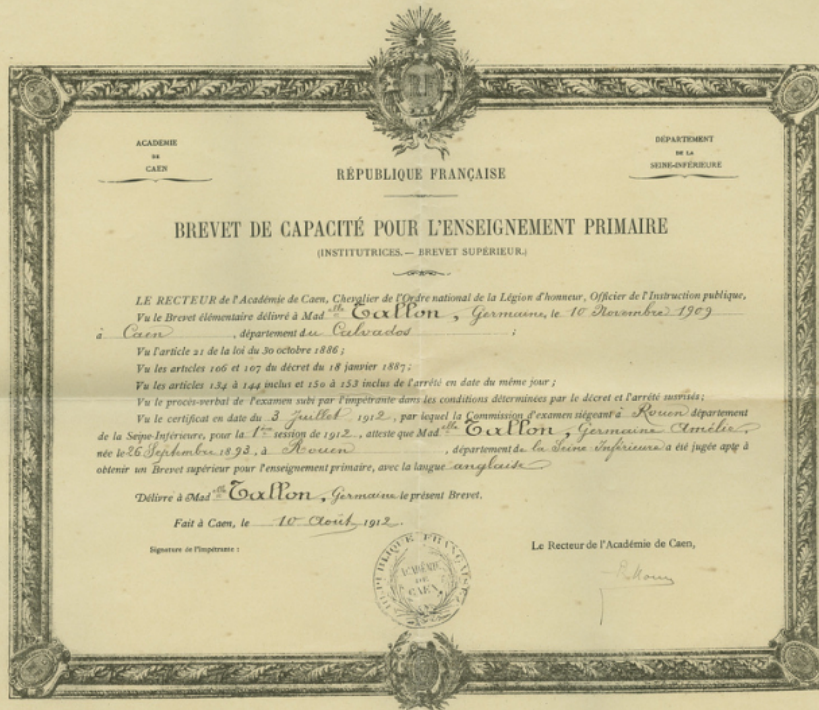 ACADÉMIE
DE
CAEN
DÉPARTEMENT
DE LA
SEINE-INFÉRIEURE
RÉPUBLIQUE FRANÇAISE
BREVET DE CAPACITÉ POUR L'ENSEIGNEMENT PRIMAIRE
(INSTITUTRICES. — BREVET SUPÉRIEUR.)
LE RECTEUR de l'Académie de Caen, Chevalier de l'Ordre national de la Légion d'honneur, Officier de l'Instruction publique,
Vu le Brevet élémentaire délivré à Mad elle Tallon, Germaine, le 10 Novembre 1909
à Caen, département du Calvados ;
Vu l'article 21 de la loi du 30 octobre 1886 ;
Vu les articles 106 et 107 du décret du 18 janvier 1887 ;
Vu les articles 134 à 144 inclus et 150 à 153 inclus de l'arrêté en date du même jour ;
Vu le procès-verbal de l'examen subi par l'impétrante dans les conditions déterminées par le décret et l'arrêté susvisés ;
Vu le certificat en date du 3 Juillet 1912, par lequel la Commission d'examen siégeant à Rouen département
de la Seine-Inférieure, pour la 1ère session de 1912, atteste que Mad elle Tallon, Germaine Amélie,
née le 26 Septembre 1893, à Rouen, département de la Seine Inférieure a été jugée apte à
obtenir un Brevet supérieur pour l'enseignement primaire, avec la langue anglaise
Délivre à Mad elle Tallon, Germaine le présent Brevet.
Fait à Caen, le 10 Août 1912.
Signature de l'impétrante :
Le Recteur de l'Académie de Caen,
RÉPUBLIQUE FRANÇAISE
ACADÉMIE
DE
CAEN